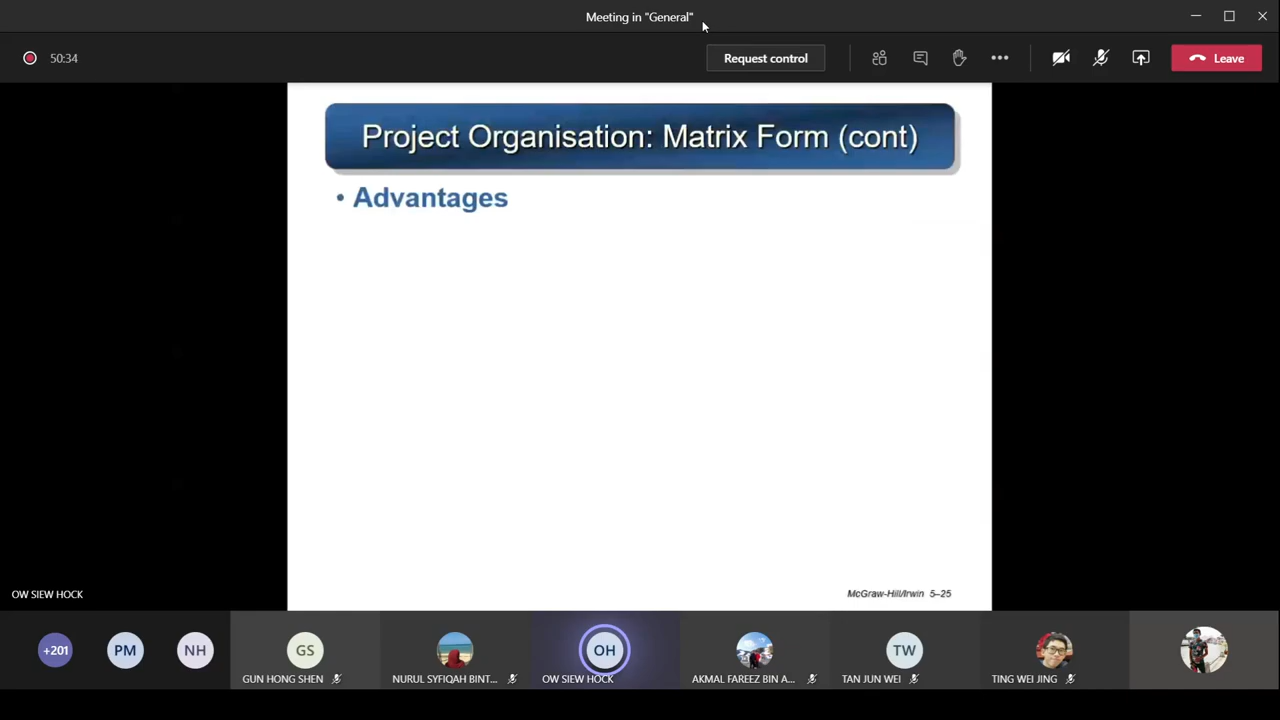 Meeting in "General"
50:34
Request control
Leave
Project Organisation: Matrix Form (cont)
• Advantages
McGraw-Hill/Irwin 5–25
OW SIEW HOCK
+201
PM
NH
GS
OH
TW
GUN HONG SHEN
NURUL SYFIQAH BINT...
OW SIEW HOCK
AKMAL FAREEZ BIN A...
TAN JUN WEI
TING WEI JING